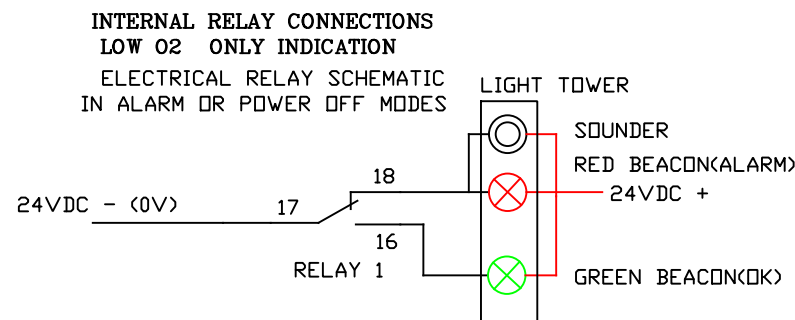 INTERNAL RELAY CONNECTIONS
LOW O2 ONLY INDICATION
ELECTRICAL RELAY SCHEMATIC
IN ALARM OR POWER OFF MODES
LIGHT TOWER
SOUNDER
RED BEACON(ALARM)
18
24VDC +
24VDC - (0V)
17
16
RELAY 1
GREEN BEACON(OK)